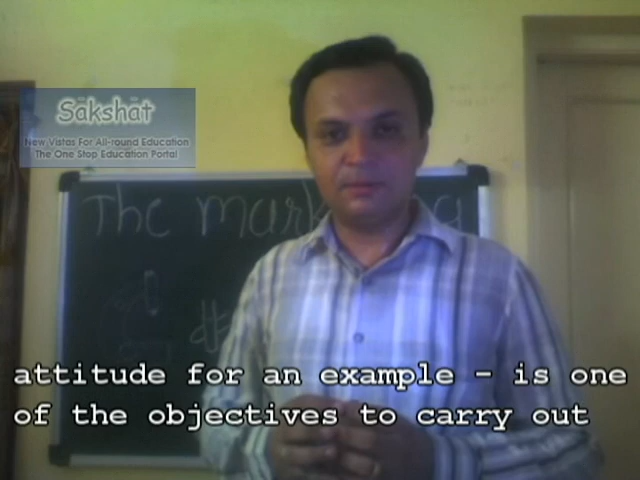 Sakshat
New Vistas For All-round Education
The One Stop Education Portal
The mark
attitude for an example – is one
of the objectives to carry out